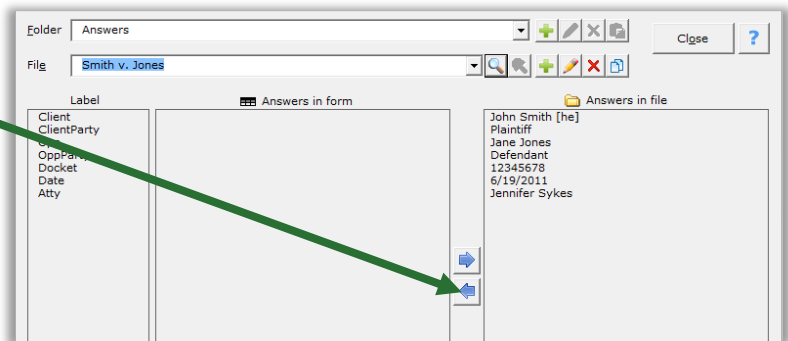 Folder Answers Close ?
File Smith v. Jones
Label Answers in form Answers in file
Client John Smith [he]
ClientParty Plaintiff
Jane Jones
OppParty Defendant
Docket 12345678
Date 6/19/2011
Atty Jennifer Sykes